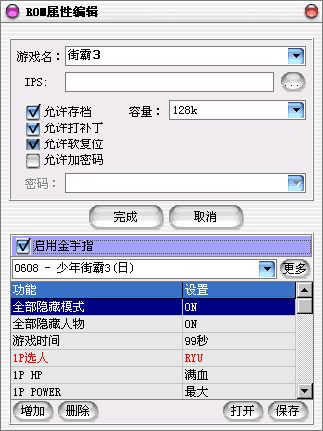 ROM属性编辑
游戏名：街霸3
IPS:
...
允许存档 容量：128k
允许打补丁
允许软复位
允许加密码
密码：
完成 取消
启用金手指
0608 - 少年街霸3(日) 更多
功能 设置
全部隐藏模式 ON
全部隐藏人物 ON
游戏时间 99秒
1P选人 RYU
1P HP 满血
1P POWER 最大
增加 删除 打开 保存